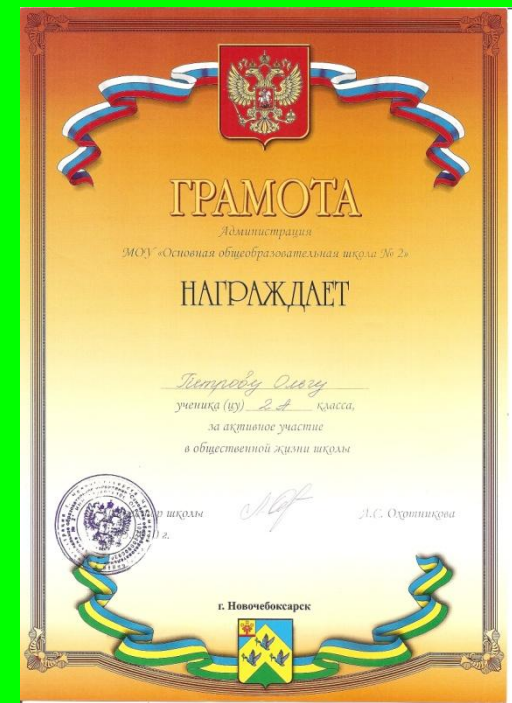 ГРАМОТА
Администрация
МОУ «Основная общеобразовательная школа № 2»
НАГРАЖДАЕТ
Петрову Ольгу
ученика (цу) 2 А класса,
за активное участие
в общественной жизни школы
школы Л.С. Охотникова
г.
г. Новочебоксарск